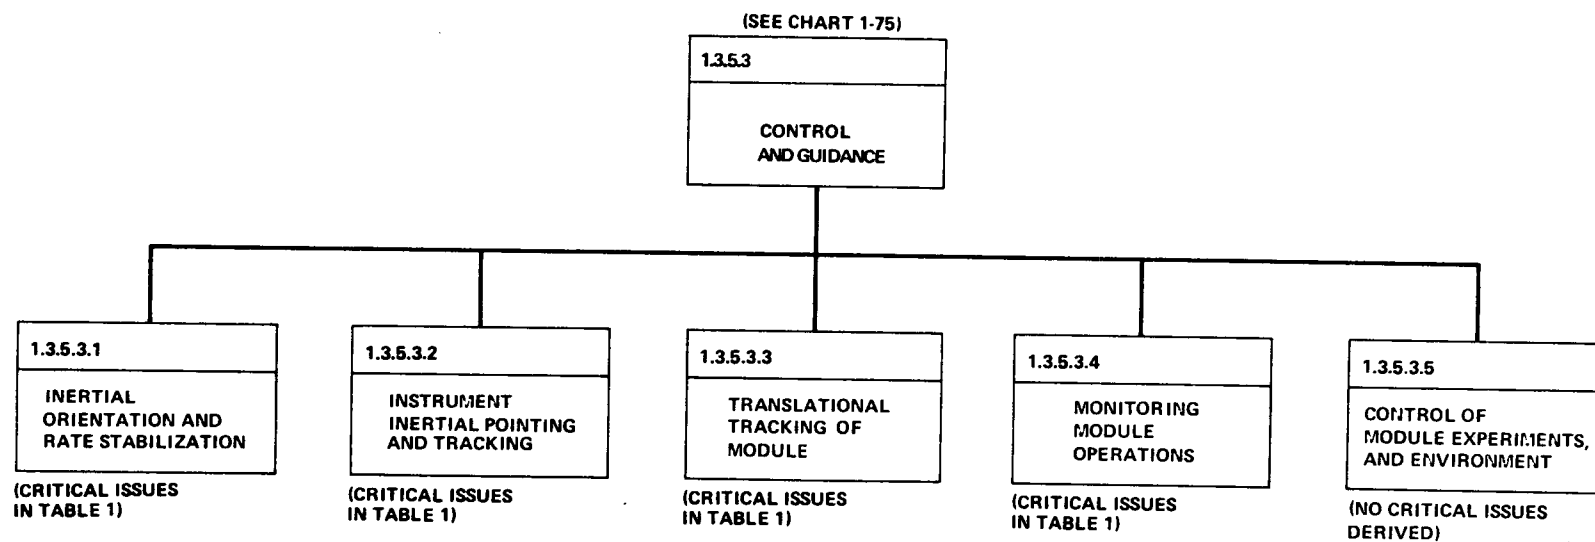 (SEE CHART 1-75)
1.3.5.3
CONTROL
AND GUIDANCE
1.3.5.3.1
INERTIAL
ORIENTATION AND
RATE STABILIZATION
(CRITICAL ISSUES
IN TABLE 1)
1.3.5.3.2
INSTRUMENT
INERTIAL POINTING
AND TRACKING
(CRITICAL ISSUES
IN TABLE 1)
1.3.5.3.3
TRANSLATIONAL
TRACKING OF
MODULE
(CRITICAL ISSUES
IN TABLE 1)
1.3.5.3.4
MONITORING
MODULE
OPERATIONS
(CRITICAL ISSUES
IN TABLE 1)
1.3.5.3.5
CONTROL OF
MODULE EXPERIMENTS,
AND ENVIRONMENT
(NO CRITICAL ISSUES
DERIVED)